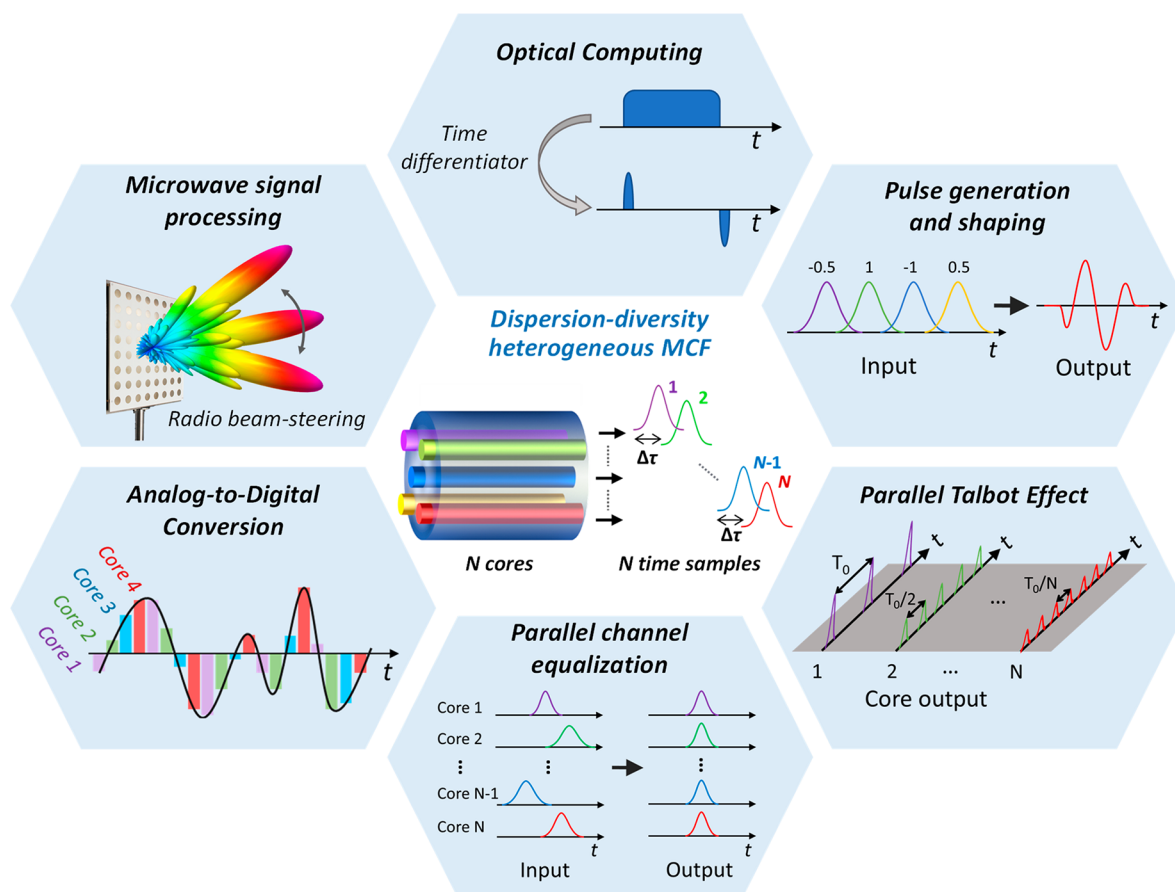 Optical Computing
Time
differentiator
t
t
Microwave signal
processing
Radio beam-steering
Pulse generation
and shaping
-0.5 1 -1 0.5
t
Input
t
Output
Dispersion-diversity
heterogeneous MCF
1
2
Δτ
N-1
N
Δτ
N cores
N time samples
Analog-to-Digital
Conversion
Core 4
Core 3
Core 2
Core 1
t
Parallel Talbot Effect
t
t
t
T0
T0/2
...
T0/N
1 2 ... N
Core output
Parallel channel
equalization
Core 1
Core 2
Core N-1
Core N
t
t
Input
Output